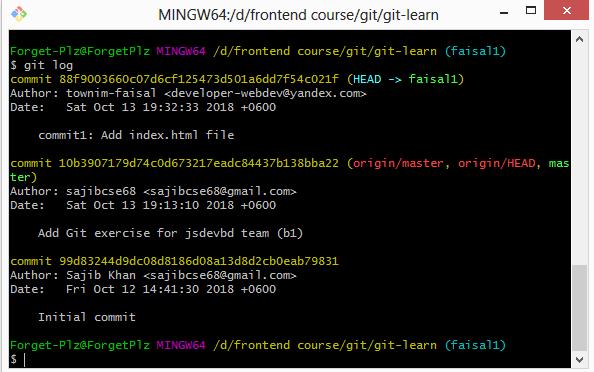 MINGW64:/d/frontend course/git/git-learn
Forget-Plz@ForgetPlz MINGW64 /d/frontend course/git/git-learn (faisal1)
$ git log
commit 88f9003660c07d6cf125473d501a6dd7f54c021f (HEAD -> faisal1)
Author: townim-faisal <developer-webdev@yandex.com>
Date:   Sat Oct 13 19:32:33 2018 +0600
    commit1: Add index.html file
commit 10b3907179d74c0d673217eadc84437b138bba22 (origin/master, origin/HEAD, mas
ter)
Author: sajibcse68 <sajibcse68@gmail.com>
Date:   Sat Oct 13 19:13:10 2018 +0600
    Add Git exercise for jsdevbd team (b1)
commit 99d83244d9dc08d8186d08a13d8d2cb0eab79831
Author: Sajib Khan <sajibcse68@gmail.com>
Date:   Fri Oct 12 14:41:30 2018 +0600
    Initial commit
Forget-Plz@ForgetPlz MINGW64 /d/frontend course/git/git-learn (faisal1)
$